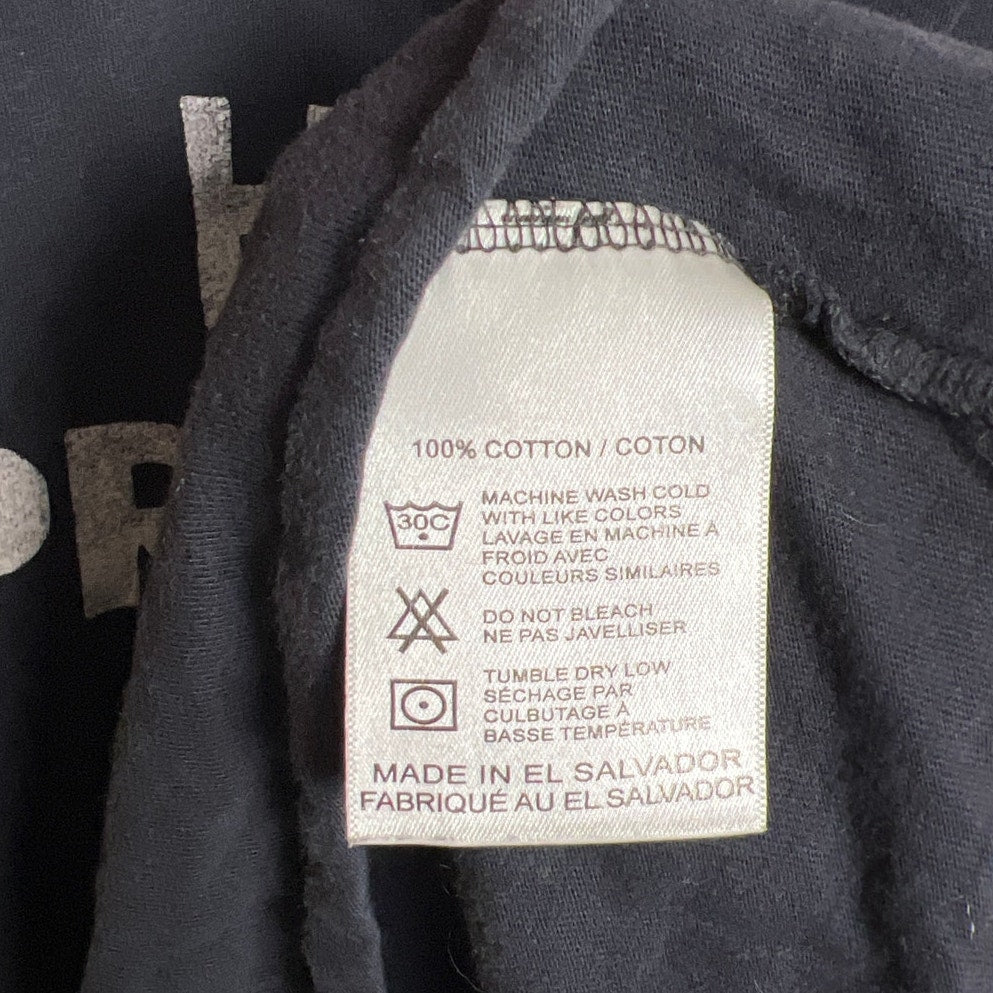 100% COTTON / COTON
30C
MACHINE WASH COLD
WITH LIKE COLORS
LAVAGE EN MACHINE À
FROID AVEC
COULEURS SIMILAIRES
DO NOT BLEACH
NE PAS JAVELLISER
TUMBLE DRY LOW
SÉCHAGE PAR
CULBUTAGE À
BASSE TEMPÉRATURE
MADE IN EL SALVADOR
FABRIQUÉ AU EL SALVADOR